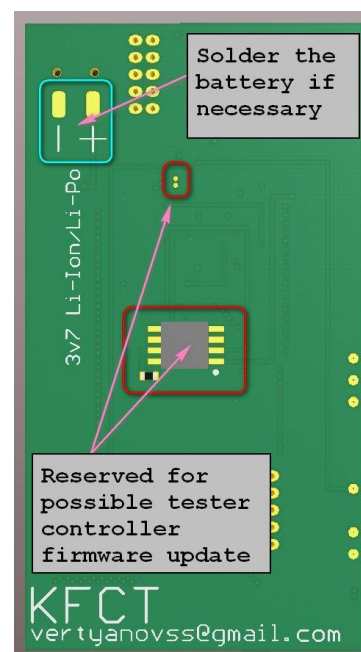 Solder the
battery if
necessary
− +
3v7 Li-Ion/Li-Po
Reserved for
possible tester
controller
firmware update
KFCT
vertyanovss@gmail.com